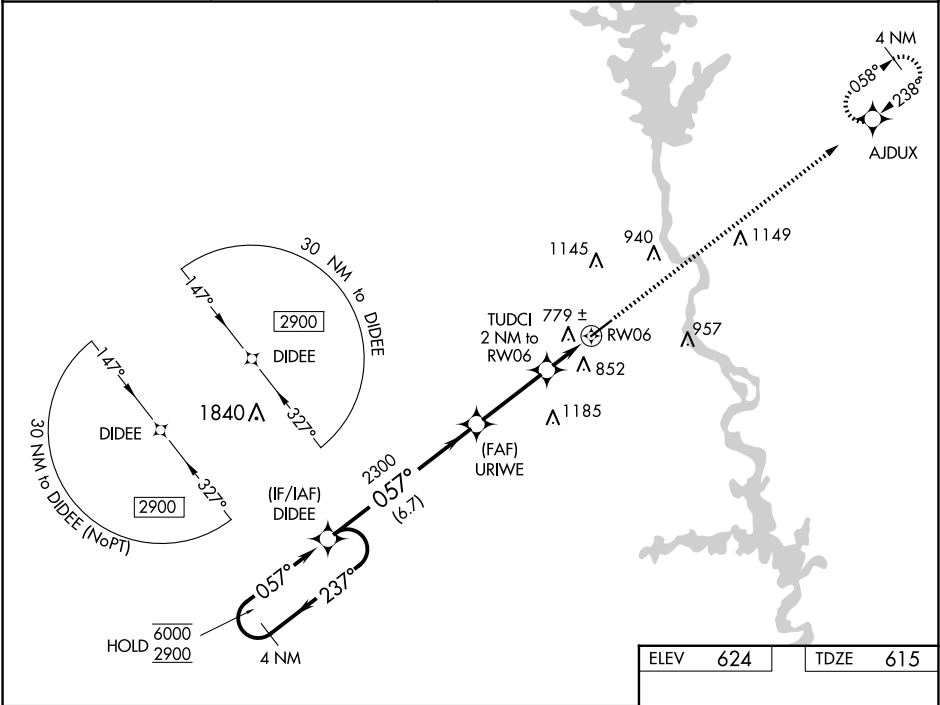 4 NM
058°
238°
AJDUX
1149
940
1145
30 NM to DIDEE
147°
2900
DIDEE
327°
TUDCI
2 NM to
RW06
779 ±
RW06
957
852
1840
1185
147°
DIDEE
327°
2900
30 NM to DIDEE (NoPT)
(FAF)
URIWE
2300
057°
(6.7)
(IF/IAF)
DIDEE
057°
237°
HOLD 6000
2900
4 NM
ELEV 624
TDZE 615